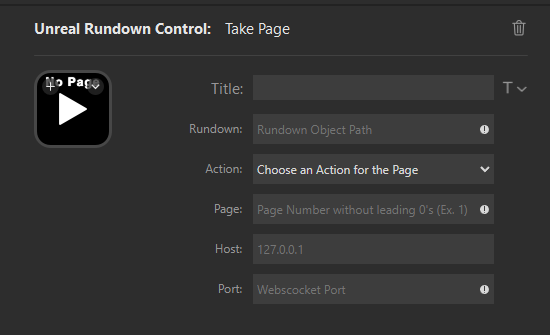 Unreal Rundown Control: Take Page
No Page
Title:
T
Rundown: Rundown Object Path
Action: Choose an Action for the Page
Page: Page Number without leading 0's (Ex. 1)
Host: 127.0.0.1
Port: Webscocket Port